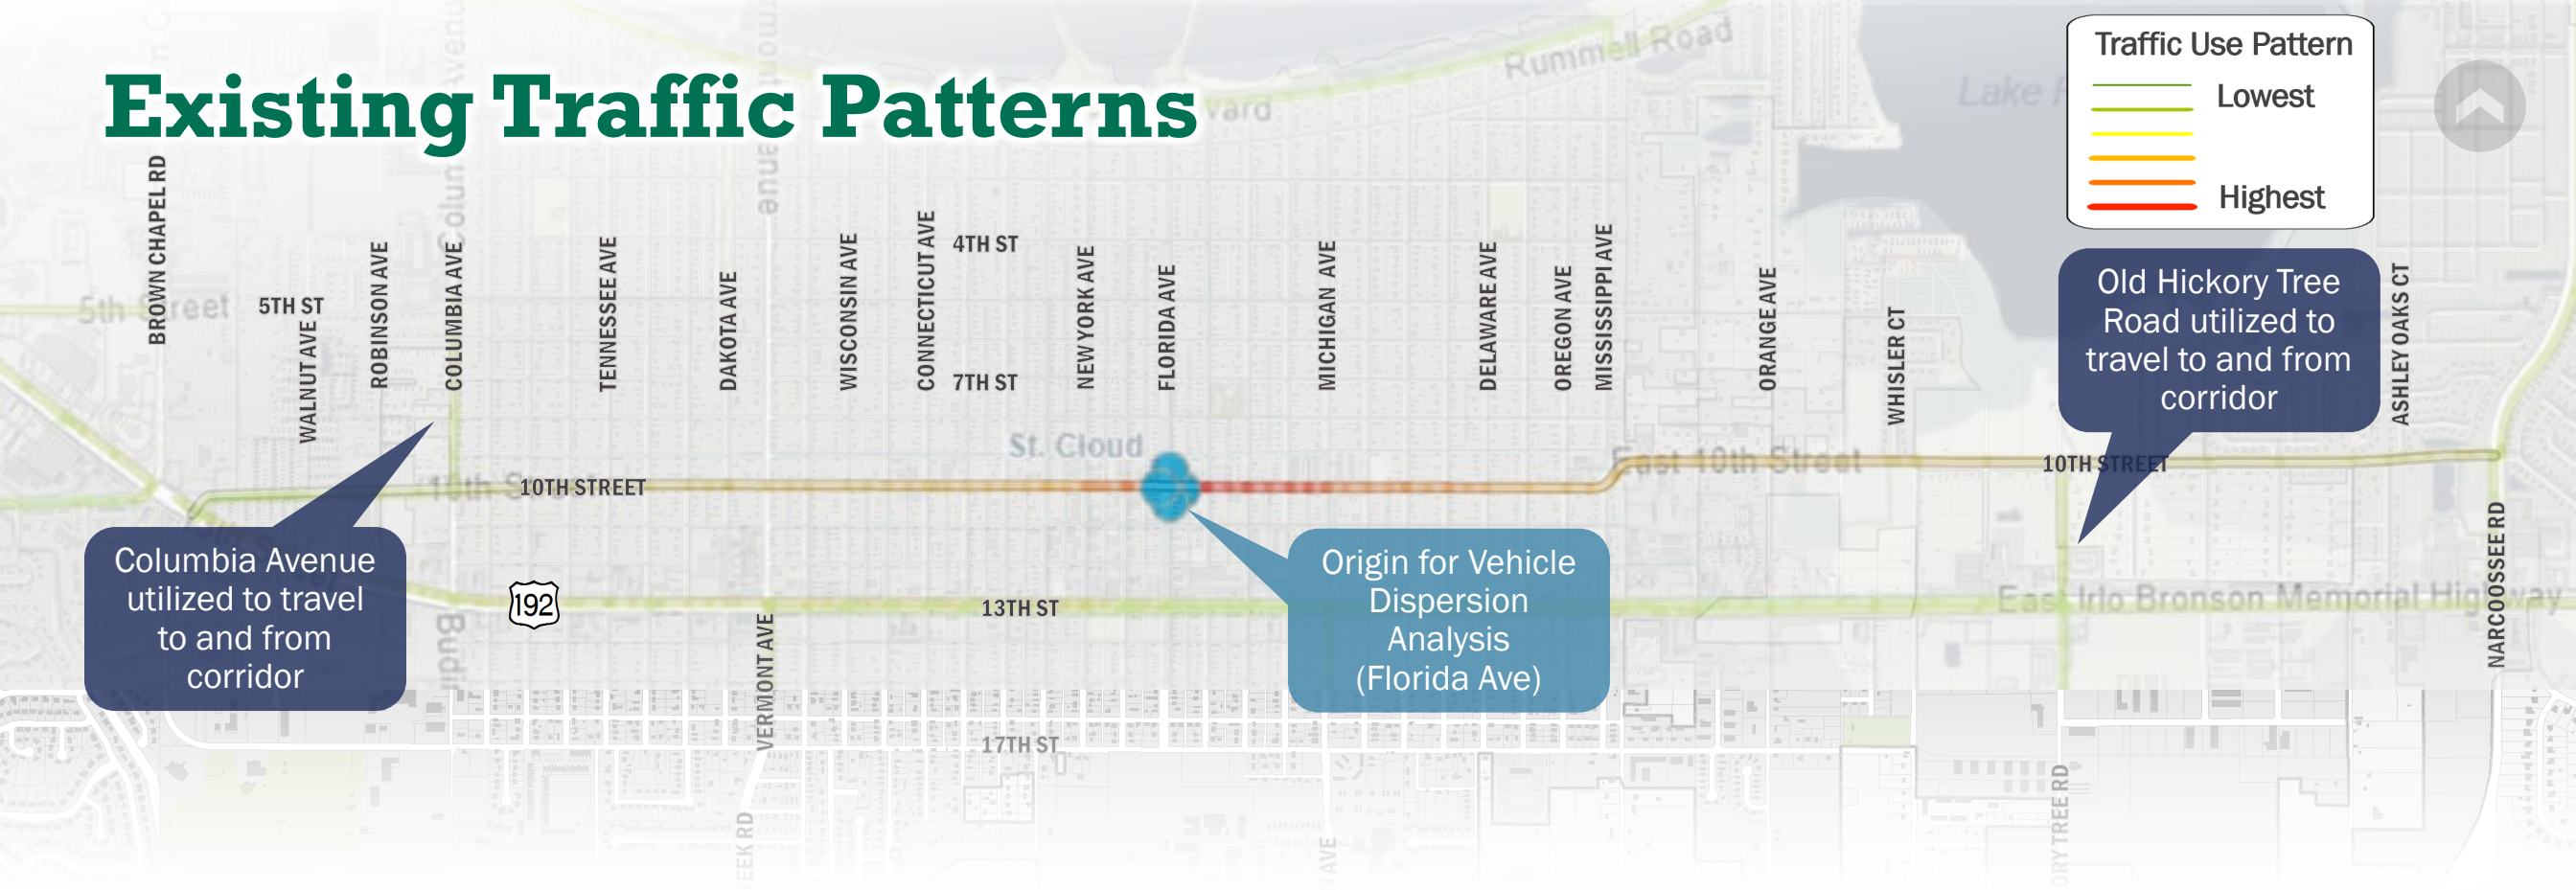 Existing Traffic Patterns
Traffic Use Pattern
Lowest
Highest
Rummell Road
vard
BROWN CHAPEL RD
5th Street
5TH ST
WALNUT AVE
ROBINSON AVE
COLUMBIA AVE
TENNESSEE AVE
DAKOTA AVE
WISCONSIN AVE
CONNECTICUT AVE
4TH ST
7TH ST
NEW YORK AVE
FLORIDA AVE
MICHIGAN AVE
DELAWARE AVE
OREGON AVE
MISSISSIPPI AVE
ORANGE AVE
WHISLER CT
Old Hickory Tree
Road utilized to
travel to and from
corridor
ASHLEY OAKS CT
St. Cloud
East 10th Street
10TH STREET
10TH STREET
Columbia Avenue
utilized to travel
to and from
corridor
192
13TH ST
Origin for Vehicle
Dispersion
Analysis
(Florida Ave)
East Irlo Bronson Memorial Highway
NARCOOSSEE RD
VERMONT AVE
17TH ST